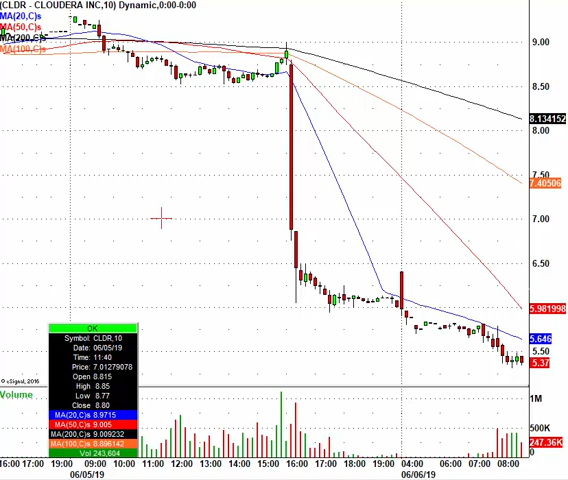 (CLDR - CLOUDERA INC,10) Dynamic,0:00-0:00
MA(20,C)s
MA(50,C)s
MA(200,C)s
MA(100,C)s
9.00
8.50
8.134152
8.00
7.50
7.40506
7.00
6.50
5.981998
5.646
5.50
5.37
OK
Symbol CLDR,10
Date: 06/05/19
Time: 11:40
Price: 7.01279078
Open 8.815
High 8.85
Low 8.77
Close 8.80
MA(20,C)s 8.9715
MA(50,C)s 9.005
MA(200,C)s 9.009232
MA(100,C)s 8.896142
Vol 243,604
© eSignal, 2016
Volume
1000K
500K
247.36K
16:00 17:00 19:00 09:00 10:00 11:00 12:00 13:00 14:00 15:00 16:00 17:00 18:00 19:00 04:00 06:00 07:00 08:00
06/05/19 06/06/19